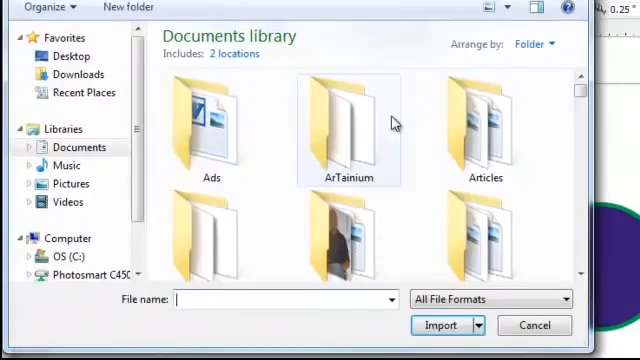 Organize
New folder
0.25 "
Favorites
Desktop
Downloads
Recent Places
Libraries
Documents
Music
Pictures
Videos
Computer
OS (C:)
Photosmart C450
Documents library
Includes: 2 locations
Arrange by: Folder
Ads
ArTainium
Articles
File name:
All File Formats
Import
Cancel